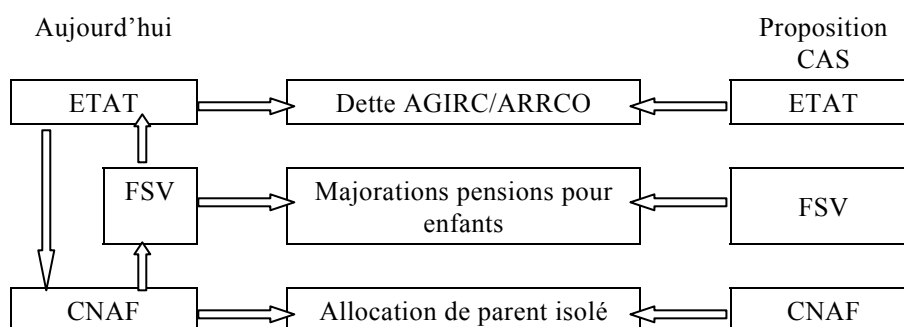 Aujourd’hui
Proposition
CAS
ETAT
Dette AGIRC/ARRCO
ETAT
FSV
Majorations pensions pour
enfants
FSV
CNAF
Allocation de parent isolé
CNAF